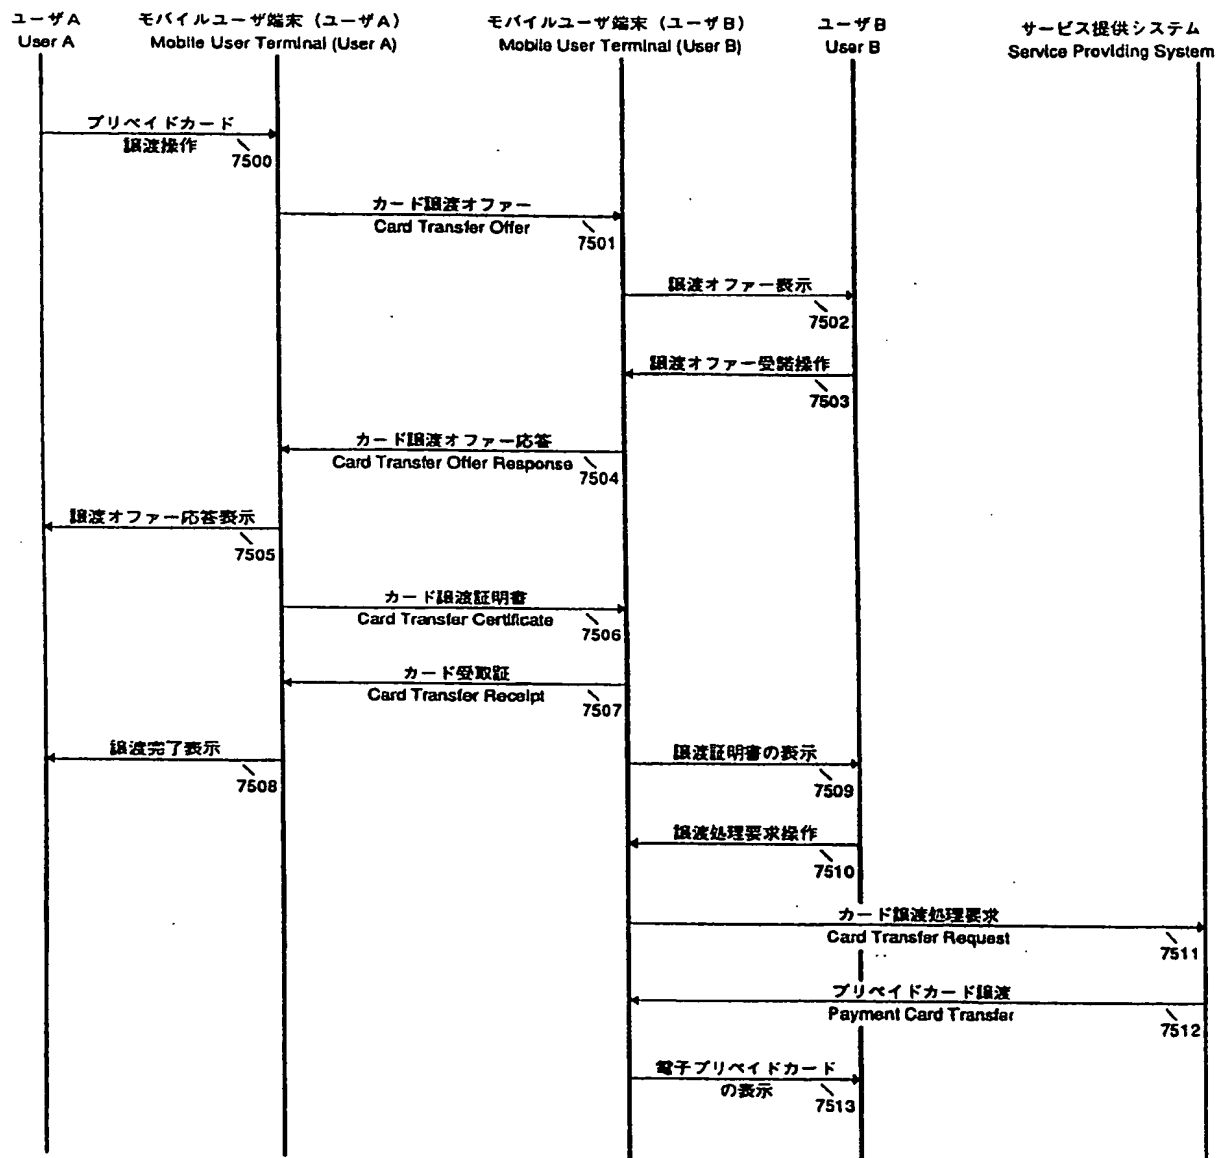 ユーザA
User A
モバイルユーザ端末（ユーザA）
Mobile User Terminal (User A)
モバイルユーザ端末（ユーザB）
Mobile User Terminal (User B)
ユーザB
User B
サービス提供システム
Service Providing System
プリペイドカード
譲渡操作
7500
カード譲渡オファー
Card Transfer Offer
7501
譲渡オファー表示
7502
譲渡オファー受諾操作
7503
カード譲渡オファー応答
Card Transfer Offer Response
7504
譲渡オファー応答表示
7505
カード譲渡証明書
Card Transfer Certificate
7506
カード受取証
Card Transfer Receipt
7507
譲渡完了表示
7508
譲渡証明書の表示
7509
譲渡処理要求操作
7510
カード譲渡処理要求
Card Transfer Request
7511
プリペイドカード譲渡
Payment Card Transfer
7512
電子プリペイドカード
の表示
7513